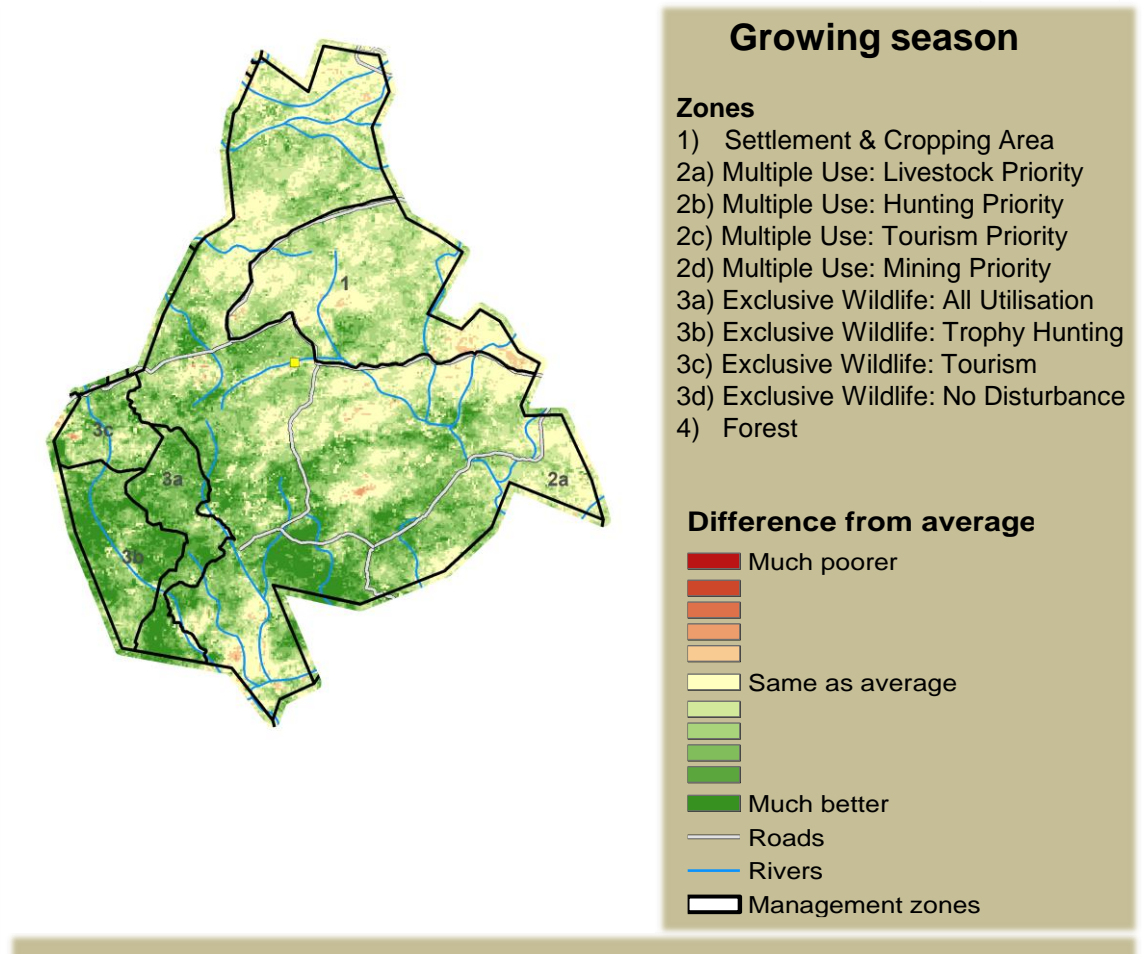 Growing season
Zones
1) Settlement & Cropping Area
2a) Multiple Use: Livestock Priority
2b) Multiple Use: Hunting Priority
2c) Multiple Use: Tourism Priority
2d) Multiple Use: Mining Priority
3a) Exclusive Wildlife: All Utilisation
3b) Exclusive Wildlife: Trophy Hunting
3c) Exclusive Wildlife: Tourism
3d) Exclusive Wildlife: No Disturbance
4) Forest
Difference from average
Much poorer
Same as average
Much better
Roads
Rivers
Management zones
1
3c
3a
2a
3b